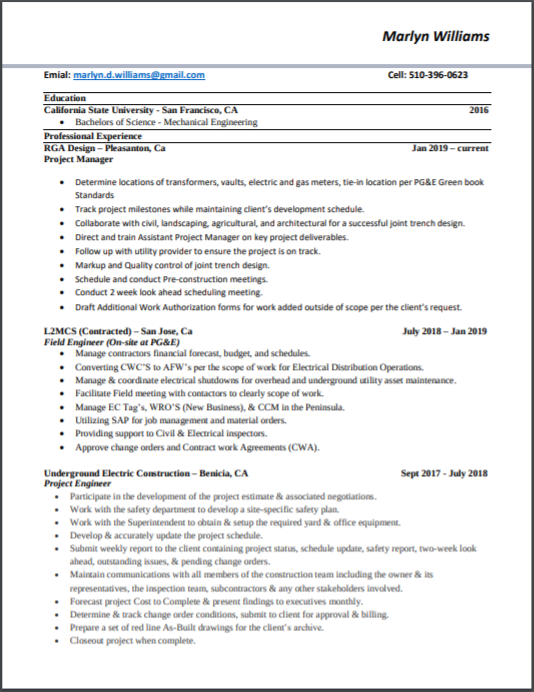 Marlyn Williams
Emial: marlyn.d.williams@gmail.com Cell: 510-396-0623
Education
California State University - San Francisco, CA 2016
• Bachelors of Science - Mechanical Engineering
Professional Experience
RGA Design – Pleasanton, Ca Jan 2019 – current
Project Manager
• Determine locations of transformers, vaults, electric and gas meters, tie-in location per PG&E Green book
Standards
• Track project milestones while maintaining client's development schedule.
• Collaborate with civil, landscaping, agricultural, and architectural for a successful joint trench design.
• Direct and train Assistant Project Manager on key project deliverables.
• Follow up with utility provider to ensure the project is on track.
• Markup and Quality control of joint trench design.
• Schedule and conduct Pre-construction meetings.
• Conduct 2 week look ahead scheduling meeting.
• Draft Additional Work Authorization forms for work added outside of scope per the client's request.
L2MCS (Contracted) – San Jose, Ca July 2018 – Jan 2019
Field Engineer (On-site at PG&E)
• Manage contractors financial forecast, budget, and schedules.
• Converting CWC'S to AFW's per the scope of work for Electrical Distribution Operations.
• Manage & coordinate electrical shutdowns for overhead and underground utility asset maintenance.
• Facilitate Field meeting with contactors to clearly scope of work.
• Manage EC Tag's, WRO'S (New Business), & CCM in the Peninsula.
• Utilizing SAP for job management and material orders.
• Providing support to Civil & Electrical inspectors.
• Approve change orders and Contract work Agreements (CWA).
Underground Electric Construction – Benicia, CA Sept 2017 - July 2018
Project Engineer
• Participate in the development of the project estimate & associated negotiations.
• Work with the safety department to develop a site-specific safety plan.
• Work with the Superintendent to obtain & setup the required yard & office equipment.
• Develop & accurately update the project schedule.
• Submit weekly report to the client containing project status, schedule update, safety report, two-week look
ahead, outstanding issues, & pending change orders.
• Maintain communications with all members of the construction team including the owner & its
representatives, the inspection team, subcontractors & any other stakeholders involved.
• Forecast project Cost to Complete & present findings to executives monthly.
• Determine & track change order conditions, submit to client for approval & billing.
• Prepare a set of red line As-Built drawings for the client's archive.
• Closeout project when complete.